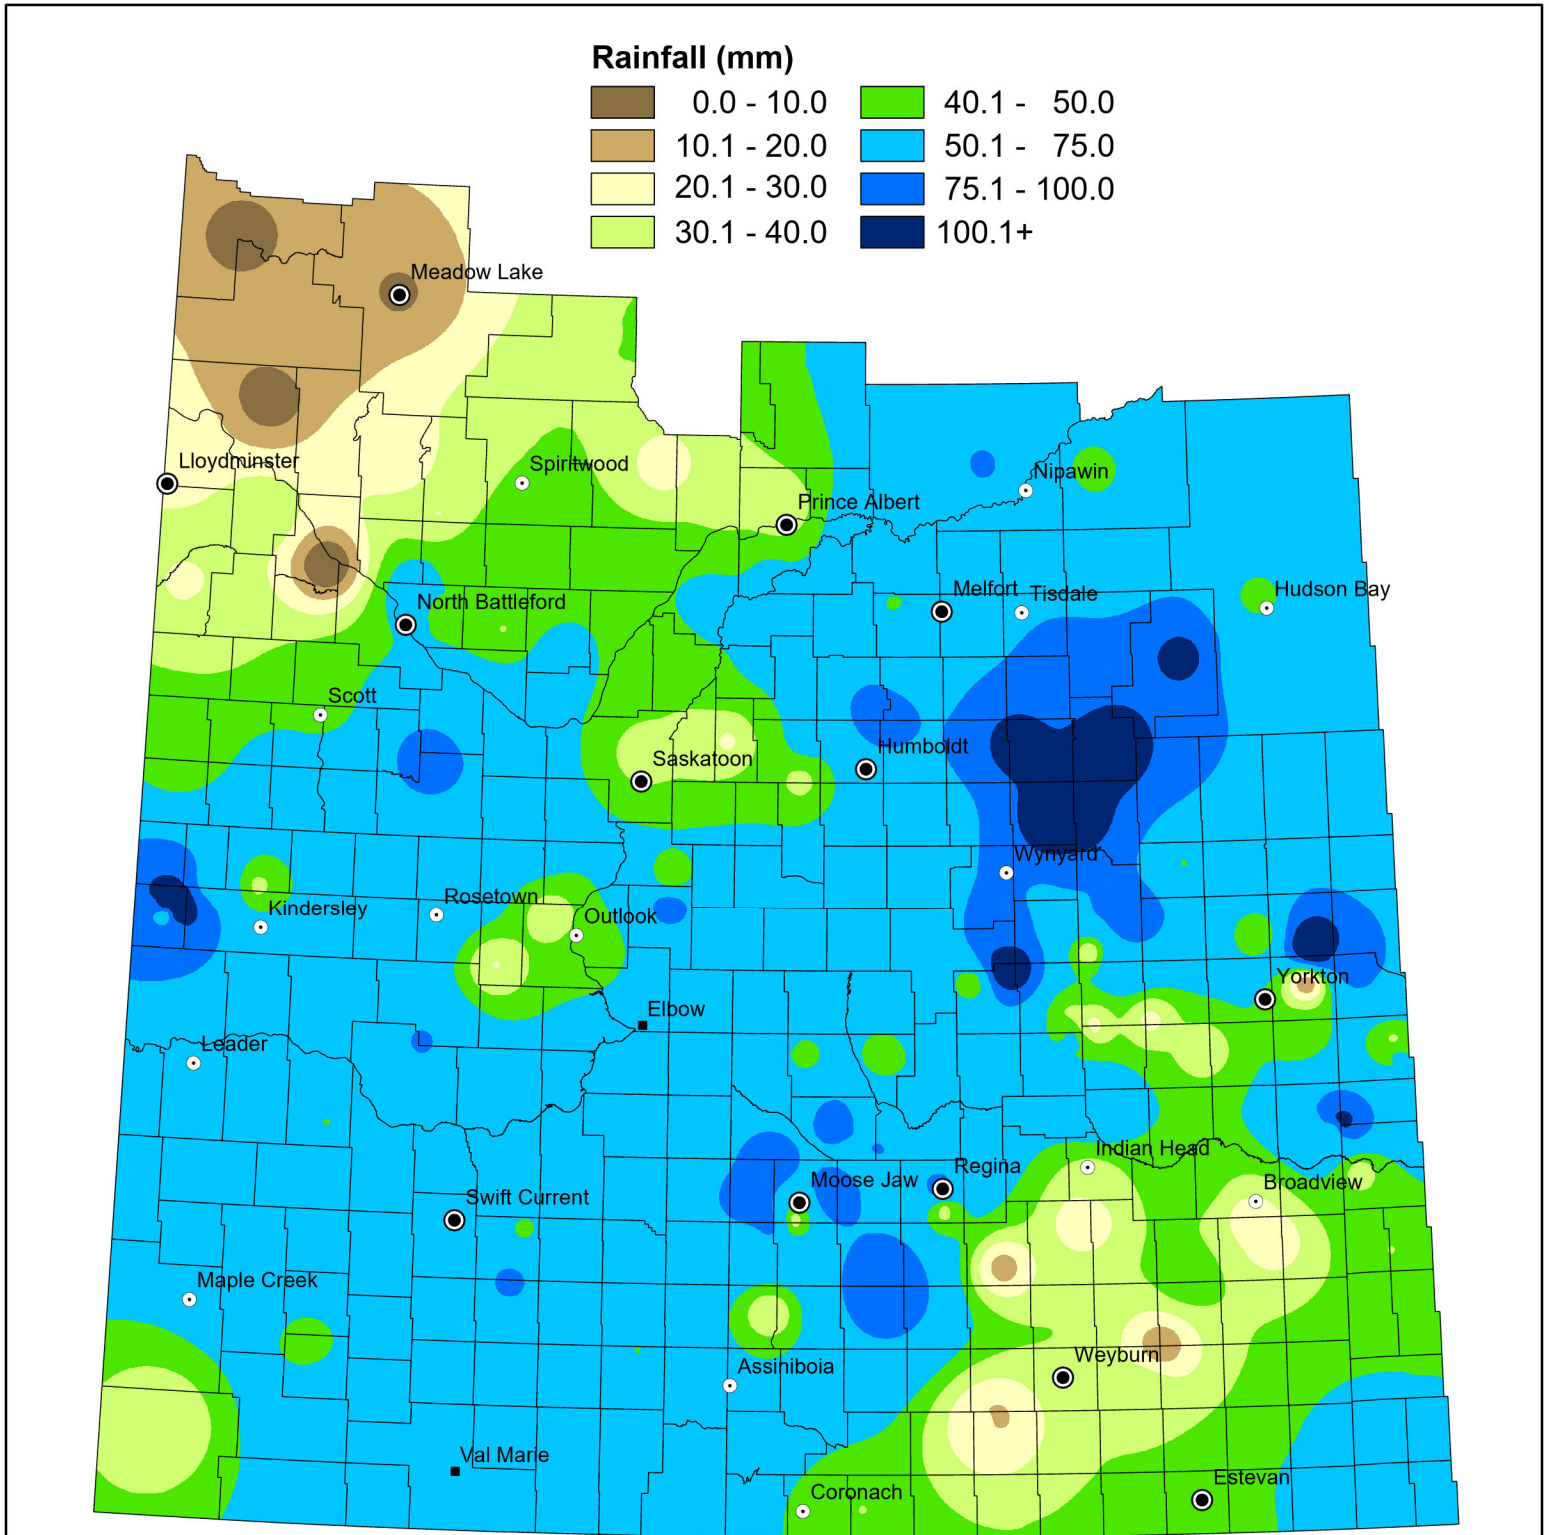 Rainfall (mm)
0.0 - 10.0
10.1 - 20.0
20.1 - 30.0
30.1 - 40.0
40.1 - 50.0
50.1 - 75.0
75.1 - 100.0
100.1+
Meadow Lake
Lloydminster
Spiritwood
Nipawin
Prince Albert
Melfort
Tisdale
Hudson Bay
North Battleford
Scott
Saskatoon
Humboldt
Wynyard
Rosetown
Kindersley
Outlook
Yorkton
Elbow
Leader
Indian Head
Regina
Moose Jaw
Broadview
Swift Current
Maple Creek
Weyburn
Assiniboia
Val Marie
Estevan
Coronach